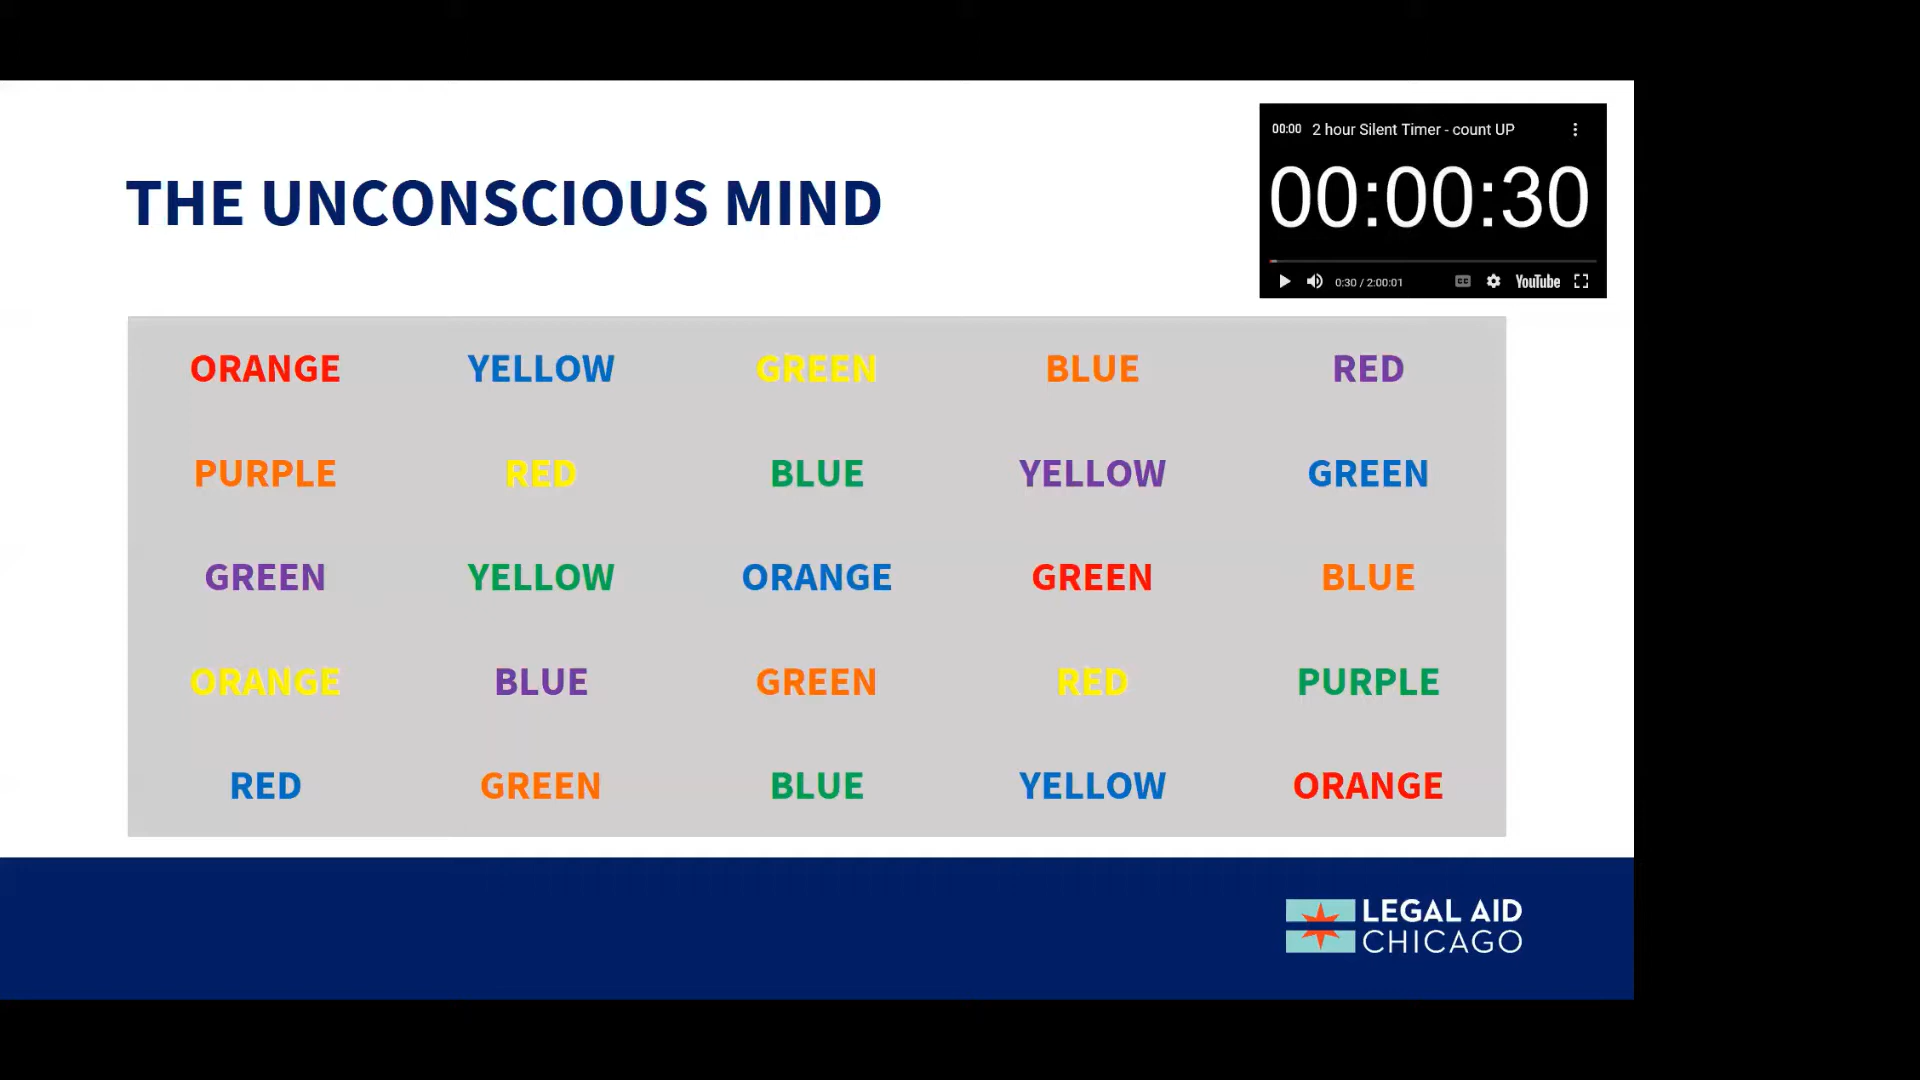 00:00 2 hour Silent Timer - count UP
00:00:30
0:30 / 2:00:01 CC YouTube
THE UNCONSCIOUS MIND
ORANGE YELLOW GREEN BLUE RED
PURPLE RED BLUE YELLOW GREEN
GREEN YELLOW ORANGE GREEN BLUE
ORANGE BLUE GREEN RED PURPLE
RED GREEN BLUE YELLOW ORANGE
LEGAL AID
CHICAGO